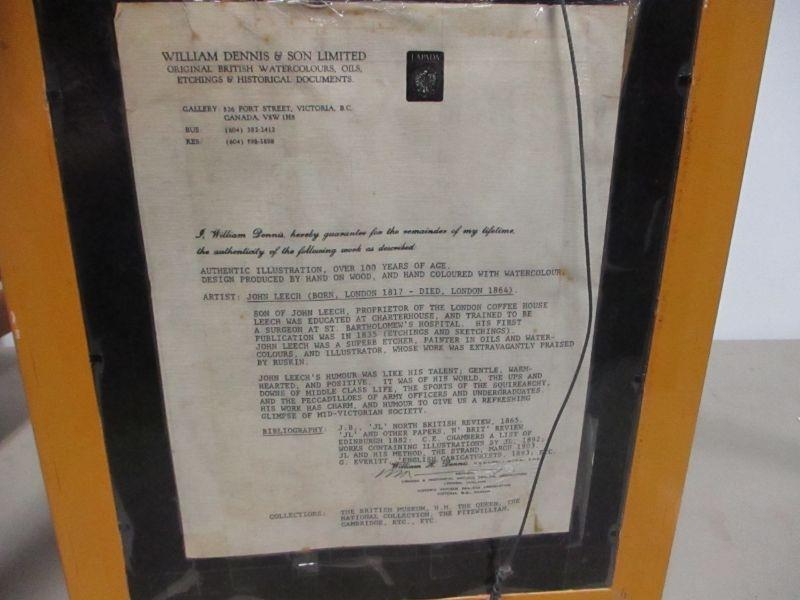 WILLIAM DENNIS & SON LIMITED
ORIGINAL BRITISH WATERCOLOURS, OILS,
ETCHINGS & HISTORICAL DOCUMENTS.
LAPADA
GALLERY: 836 FORT STREET, VICTORIA, B.C.
CANADA, V8W 1H8
BUS: (604) 382-2412
RES: (604) 598-5898
I, William Dennis, hereby guarantee for the remainder of my lifetime,
the authenticity of the following work as described:
AUTHENTIC ILLUSTRATION, OVER 100 YEARS OF AGE.
DESIGN PRODUCED BY HAND ON WOOD, AND HAND COLOURED WITH WATERCOLOUR.
ARTIST: JOHN LEECH (BORN, LONDON 1817 - DIED, LONDON 1864).
SON OF JOHN LEECH, PROPRIETOR OF THE LONDON COFFEE HOUSE
LEECH WAS EDUCATED AT CHARTERHOUSE, AND TRAINED TO BE
A SURGEON AT ST. BARTHOLOMEW'S HOSPITAL. HIS FIRST
PUBLICATION WAS IN 1835 (ETCHINGS AND SKETCHINGS).
JOHN LEECH WAS A SUPERB ETCHER, PAINTER IN OILS AND WATER-
COLOURS, AND ILLUSTRATOR, WHOSE WORK WAS EXTRAVAGANTLY PRAISED
BY RUSKIN.
JOHN LEECH'S HUMOUR WAS LIKE HIS TALENT; GENTLE, WARM-
HEARTED, AND POSITIVE. IT WAS OF HIS WORLD, THE UPS AND
DOWNS OF MIDDLE CLASS LIFE, THE SPORTS OF THE SQUIREARCHY,
AND THE PECCADILLOES OF ARMY OFFICERS AND UNDERGRADUATES.
HIS WORK HAS CHARM, AND HUMOUR TO GIVE US A REFRESHING
GLIMPSE OF MID-VICTORIAN SOCIETY.
BIBLIOGRAPHY: J.B., 'JL' NORTH BRITISH REVIEW, 1865.
'JL' AND OTHER PAPERS, N' BRIT' REVIEW
EDINBURGH 1882; C.E. CHAMBERS A LIST OF
WORKS CONTAINING ILLUSTRATIONS BY JL, 1892;
JL AND HIS METHOD, THE STRAND, MARCH 1903
G. EVERITT, 'ENGLISH CARICATURISTS, 1893; ETC.
William H. Dennis
COLLECTIONS: THE BRITISH MUSEUM, H.M. THE QUEEN, THE
NATIONAL COLLECTION, THE FITZWILLIAM,
CAMBRIDGE, ETC., ETC.